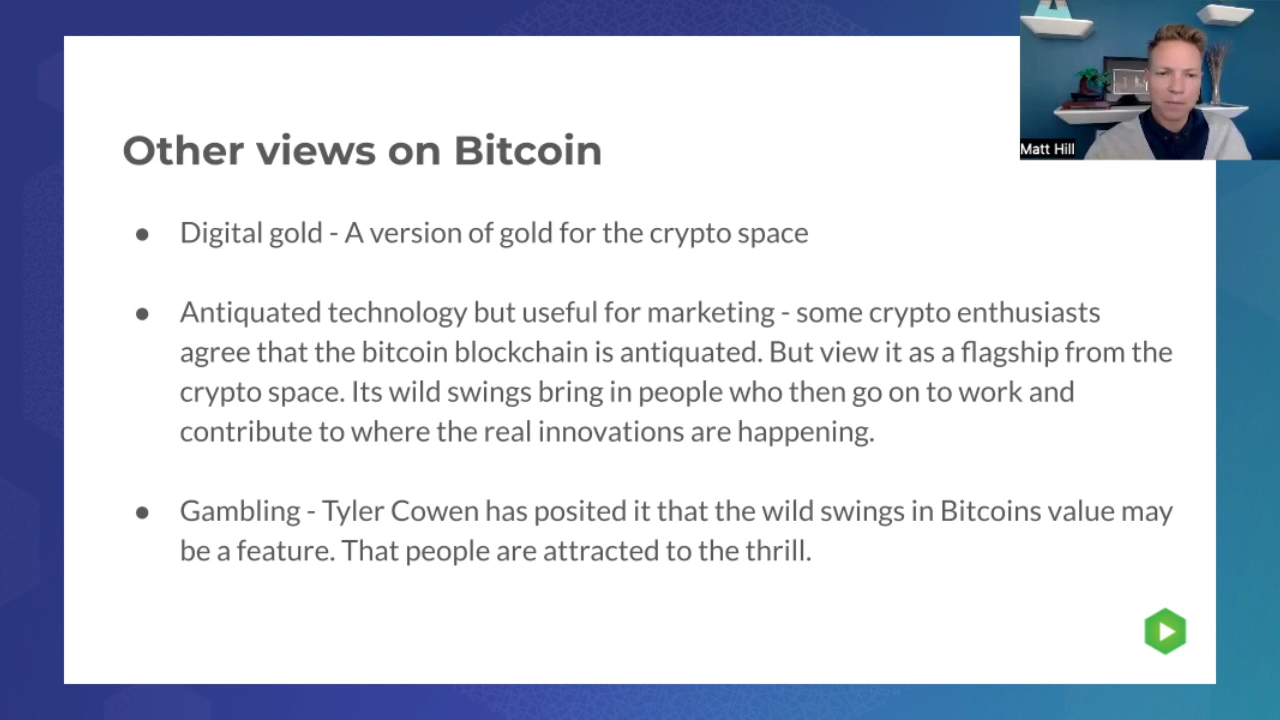 Matt Hill
Other views on Bitcoin
● Digital gold - A version of gold for the crypto space
● Antiquated technology but useful for marketing - some crypto enthusiasts
agree that the bitcoin blockchain is antiquated. But view it as a flagship from the
crypto space. Its wild swings bring in people who then go on to work and
contribute to where the real innovations are happening.
● Gambling - Tyler Cowen has posited it that the wild swings in Bitcoins value may
be a feature. That people are attracted to the thrill.